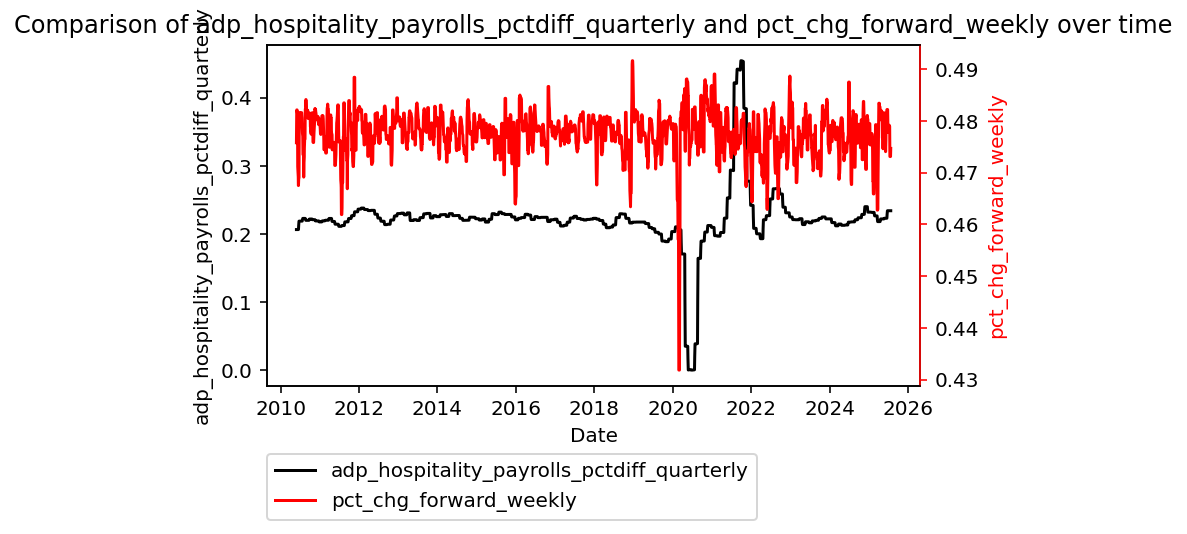 Comparison of adp_hospitality_payrolls_pctdiff_quarterly and pct_chg_forward_weekly over time
adp_hospitality_payrolls_pctdiff_quarterly
0.4
0.3
0.2
0.1
0.0
0.49
0.48
0.47
0.46
0.45
0.44
0.43
pct_chg_forward_weekly
2010 2012 2014 2016 2018 2020 2022 2024 2026
Date
adp_hospitality_payrolls_pctdiff_quarterly
pct_chg_forward_weekly